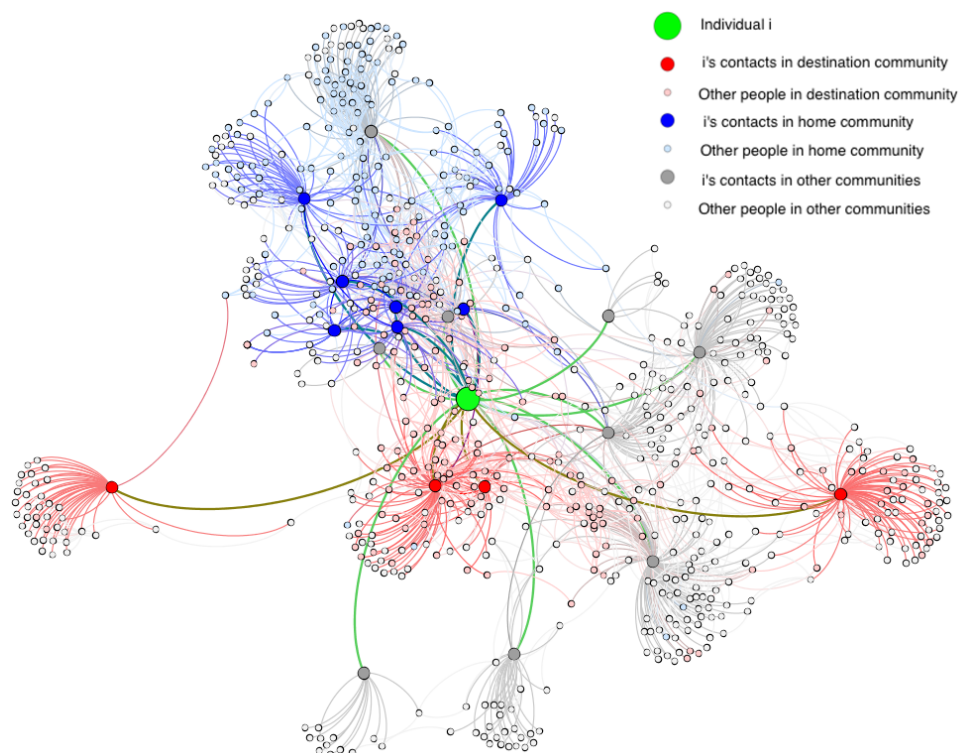 Individual i
i's contacts in destination community
Other people in destination community
i's contacts in home community
Other people in home community
i's contacts in other communities
Other people in other communities